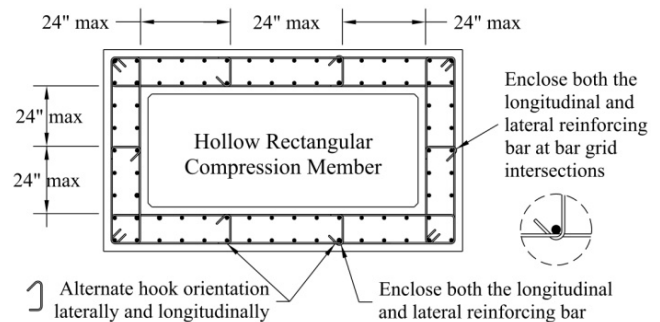 24" max
24" max
24" max
24" max
24" max
Hollow Rectangular
Compression Member
Enclose both the
longitudinal and
lateral reinforcing
bar at bar grid
intersections
Alternate hook orientation
laterally and longitudinally
Enclose both the longitudinal
and lateral reinforcing bar